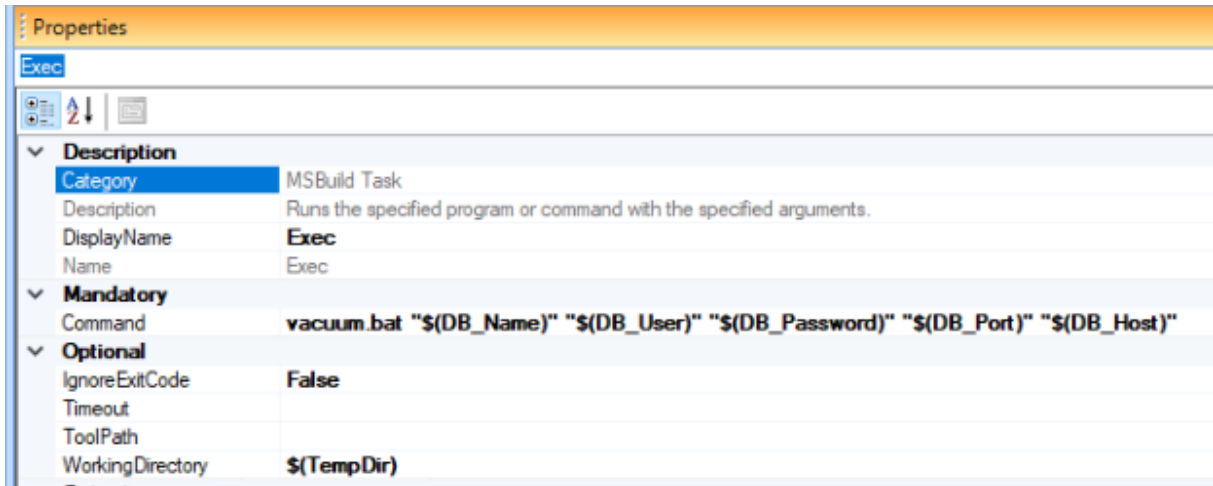 Properties
Exec
Description
Category MSBuild Task
Description Runs the specified program or command with the specified arguments.
DisplayName Exec
Name Exec
Mandatory
Command vacuum.bat "$(DB_Name)" "$(DB_User)" "$(DB_Password)" "$(DB_Port)" "$(DB_Host)"
Optional
IgnoreExitCode False
Timeout
ToolPath
WorkingDirectory $(TempDir)